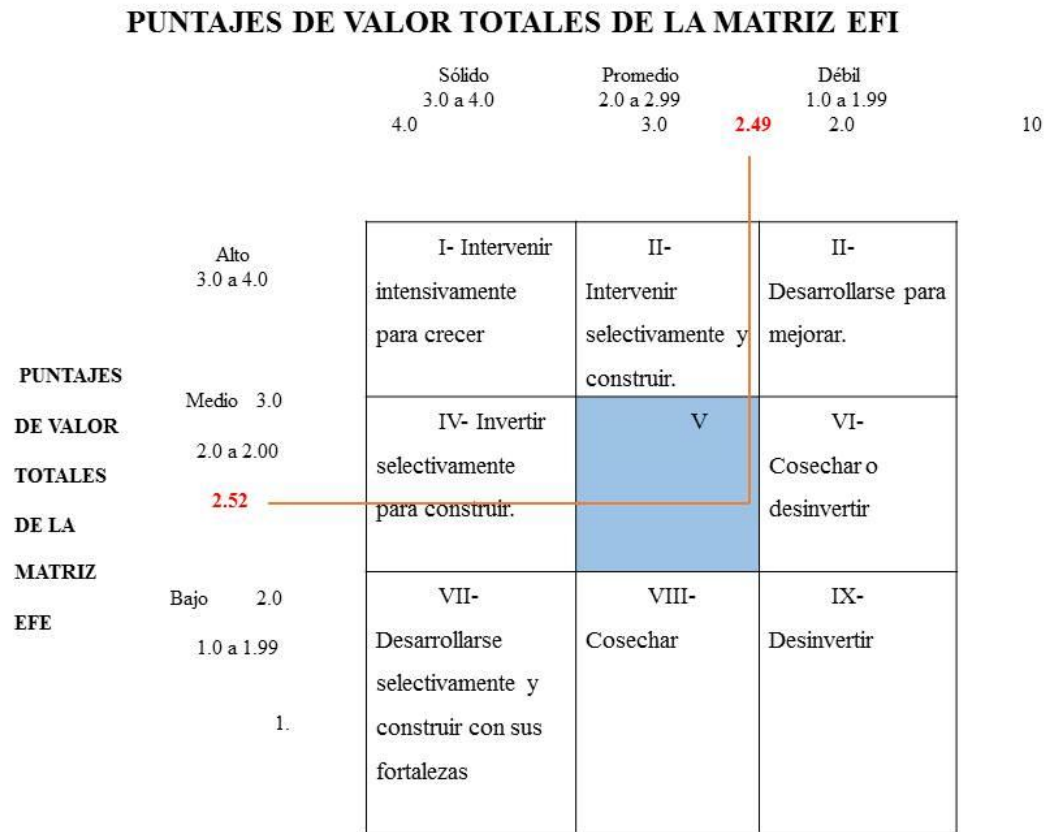 PUNTAJES DE VALOR TOTALES DE LA MATRIZ EFI
Sólido
3.0 a 4.0
Promedio
2.0 a 2.99
Débil
1.0 a 1.99
4.0 3.0 2.49 2.0 10
Alto
3.0 a 4.0
I- Intervenir
intensivamente
para crecer
II-
Intervenir
selectivamente y
construir.
II-
Desarrollarse para
mejorar.
PUNTAJES
DE VALOR
TOTALES
DE LA
MATRIZ
EFE
Medio 3.0
2.0 a 2.00
2.52
IV- Invertir
selectivamente
para construir.
V
VI-
Cosechar o
desinvertir
Bajo 2.0
1.0 a 1.99
1.
VII-
Desarrollarse
selectivamente y
construir con sus
fortalezas
VIII-
Cosechar
IX-
Desinvertir